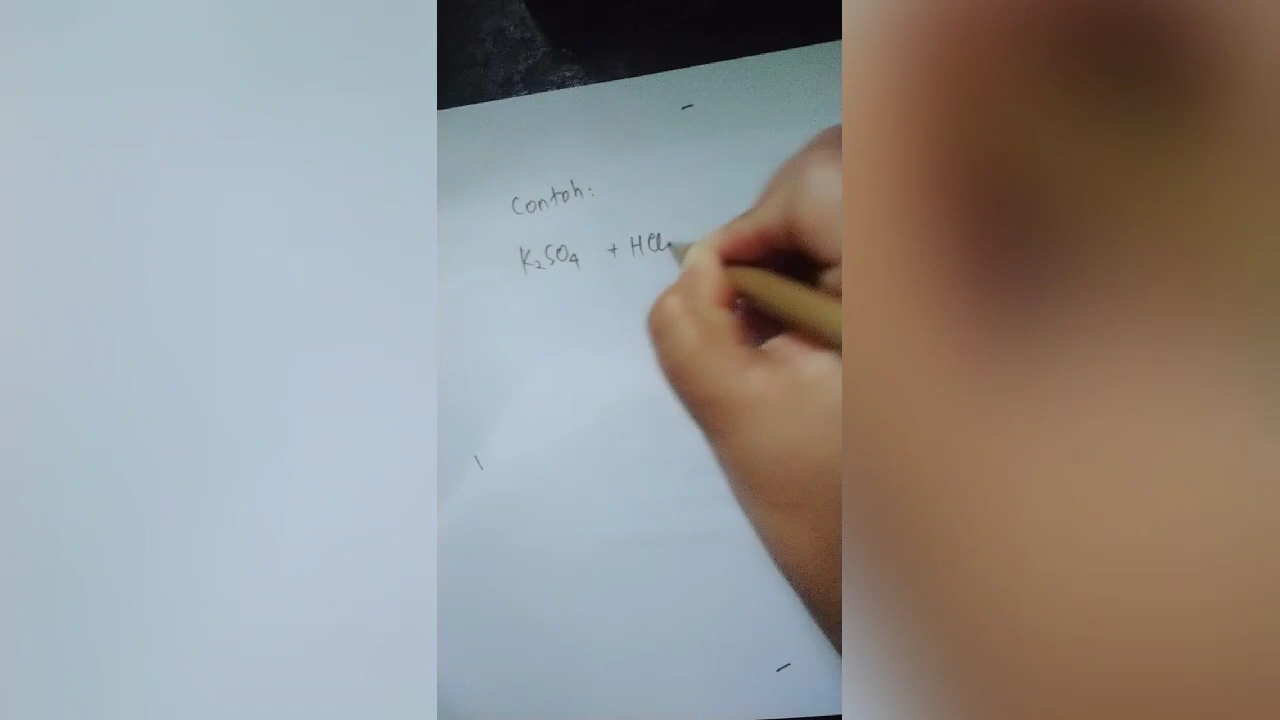 Contoh:
K₂SO₄ + HCl